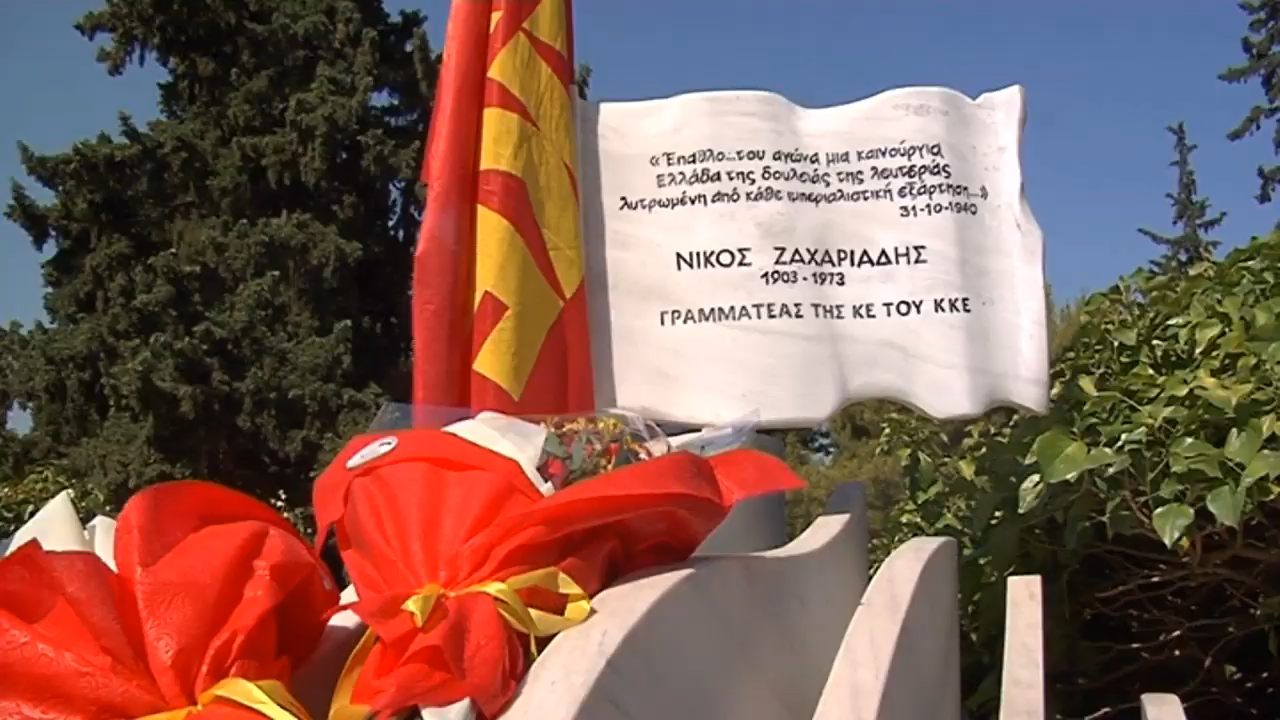 «Έπαθλο...του αγώνα μια καινούργια
Ελλάδα της δουλειάς της λευτεριάς
λυτρωμένη από κάθε ιμπεριαλιστική εξάρτηση...»
31-10-1940
ΝΙΚΟΣ ΖΑΧΑΡΙΑΔΗΣ
1903-1973
ΓΡΑΜΜΑΤΕΑΣ ΤΗΣ ΚΕ ΤΟΥ ΚΚΕ